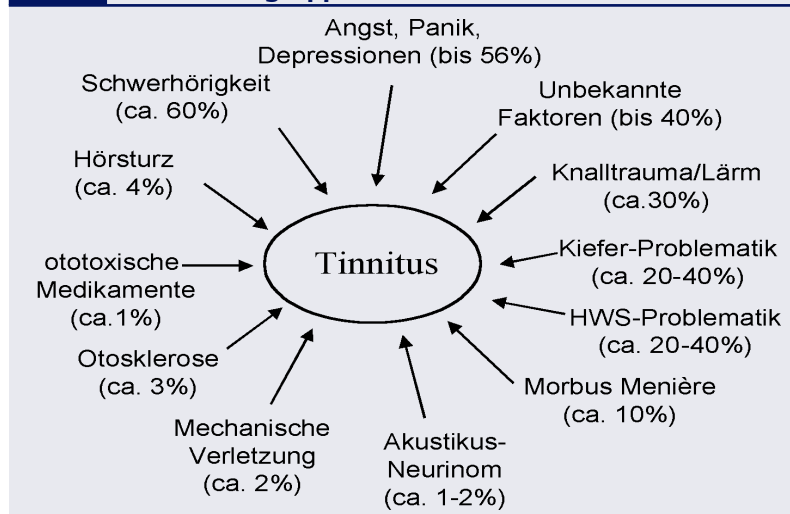 Angst, Panik,
Depressionen (bis 56%)
Schwerhörigkeit
(ca. 60%)
Unbekannte
Faktoren (bis 40%)
Hörsturz
(ca. 4%)
Knalltrauma/Lärm
(ca.30%)
Tinnitus
ototoxische
Medikamente
(ca.1%)
Kiefer-Problematik
(ca. 20-40%)
HWS-Problematik
(ca. 20-40%)
Otosklerose
(ca. 3%)
Morbus Menière
(ca. 10%)
Mechanische
Verletzung
(ca. 2%)
Akustikus-
Neurinom
(ca. 1-2%)